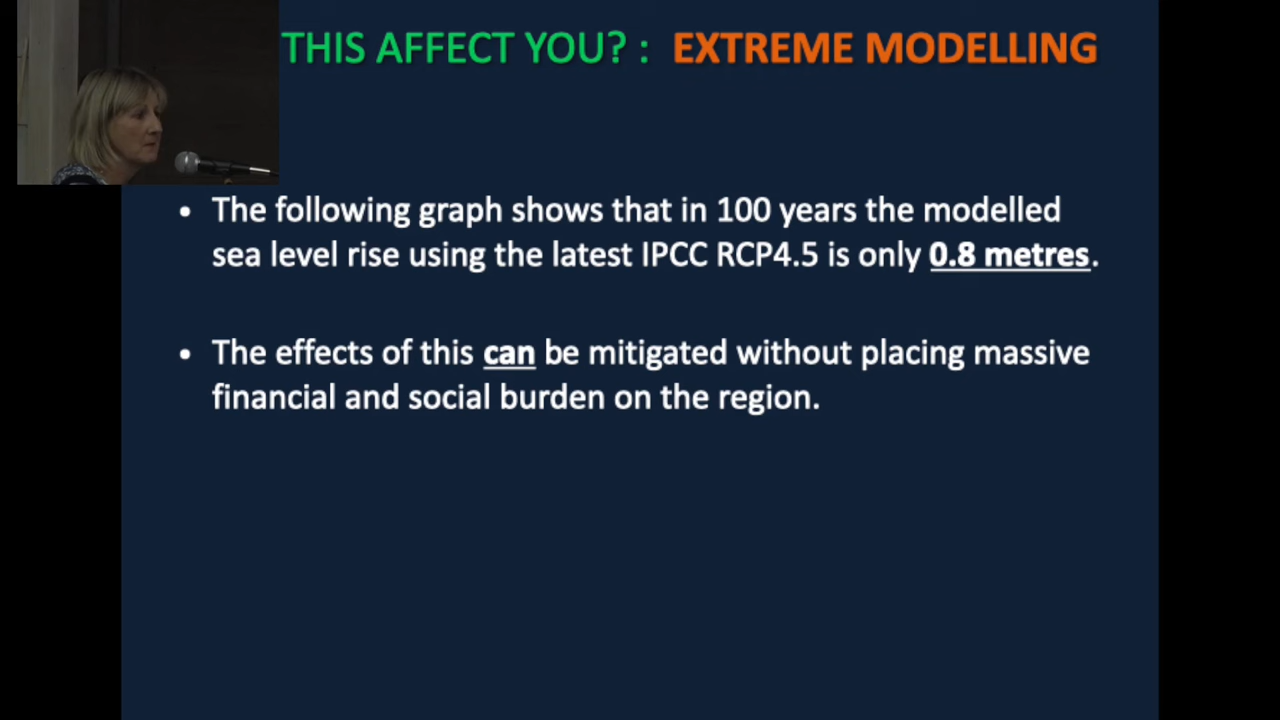 THIS AFFECT YOU? : EXTREME MODELLING
• The following graph shows that in 100 years the modelled
sea level rise using the latest IPCC RCP4.5 is only 0.8 metres.
• The effects of this can be mitigated without placing massive
financial and social burden on the region.